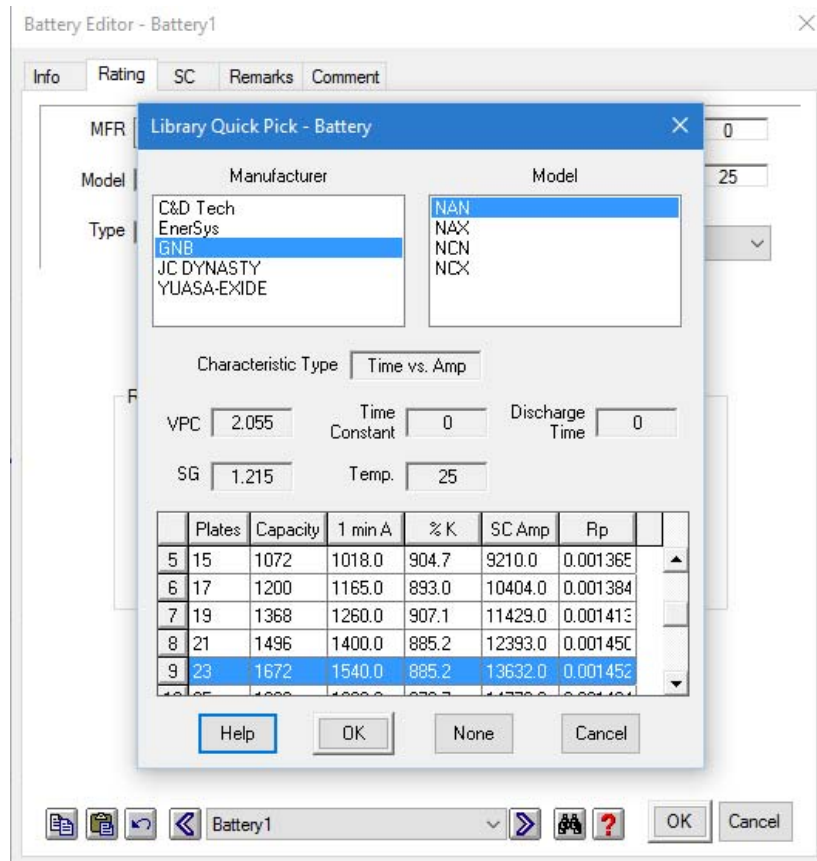 Battery Editor - Battery1
Info Rating SC Remarks Comment
MFR
0
Model
25
Type
Library Quick Pick - Battery
Manufacturer
Model
C&D Tech
EnerSys
GNB
JC DYNASTY
YUASA-EXIDE
NAN
NAX
NCN
NCX
Characteristic Type Time vs. Amp
VPC 2.055 Time Constant 0 Discharge Time 0
SG 1.215 Temp. 25
Plates Capacity 1 min A % K SC Amp Rp
5 15 1072 1018.0 904.7 9210.0 0.001365
6 17 1200 1165.0 893.0 10404.0 0.001384
7 19 1368 1260.0 907.1 11429.0 0.001413
8 21 1496 1400.0 885.2 12393.0 0.001450
9 23 1672 1540.0 885.2 13632.0 0.001452
Help OK None Cancel
Battery1 OK Cancel